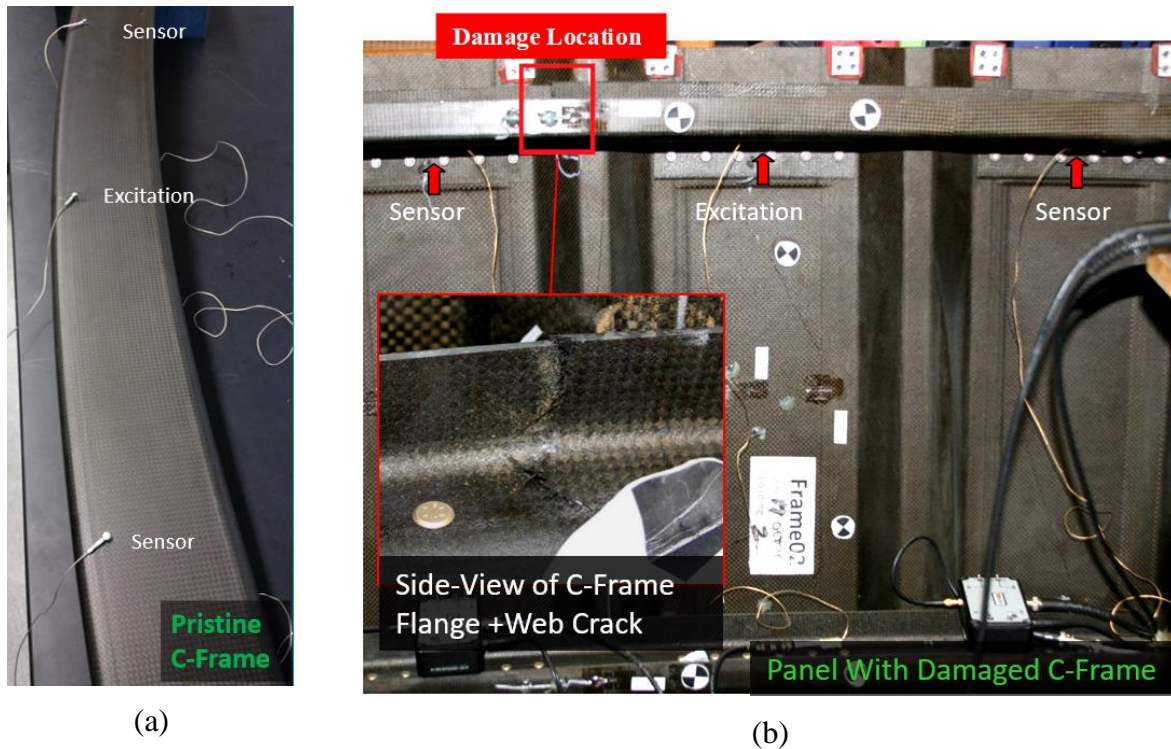 Sensor
Excitation
Sensor
Pristine
C-Frame
(a)
Damage Location
Sensor
Excitation
Sensor
Frame02
Side-View of C-Frame
Flange +Web Crack
Panel With Damaged C-Frame
(b)